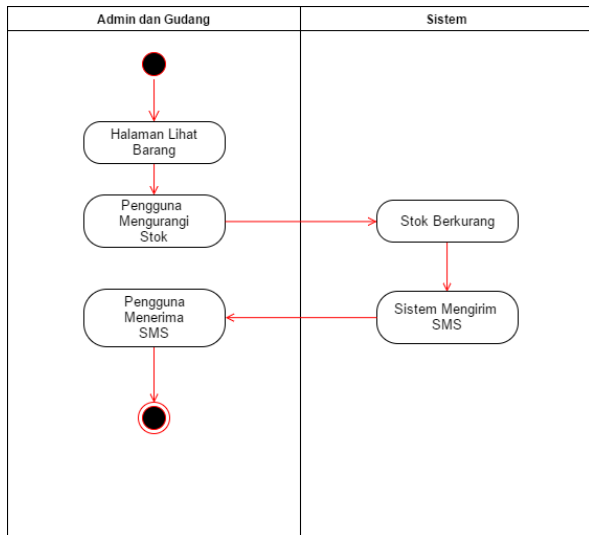 Admin dan Gudang
Sistem
Halaman Lihat
Barang
Pengguna
Mengurangi
Stok
Stok Berkurang
Pengguna
Menerima
SMS
Sistem Mengirim
SMS